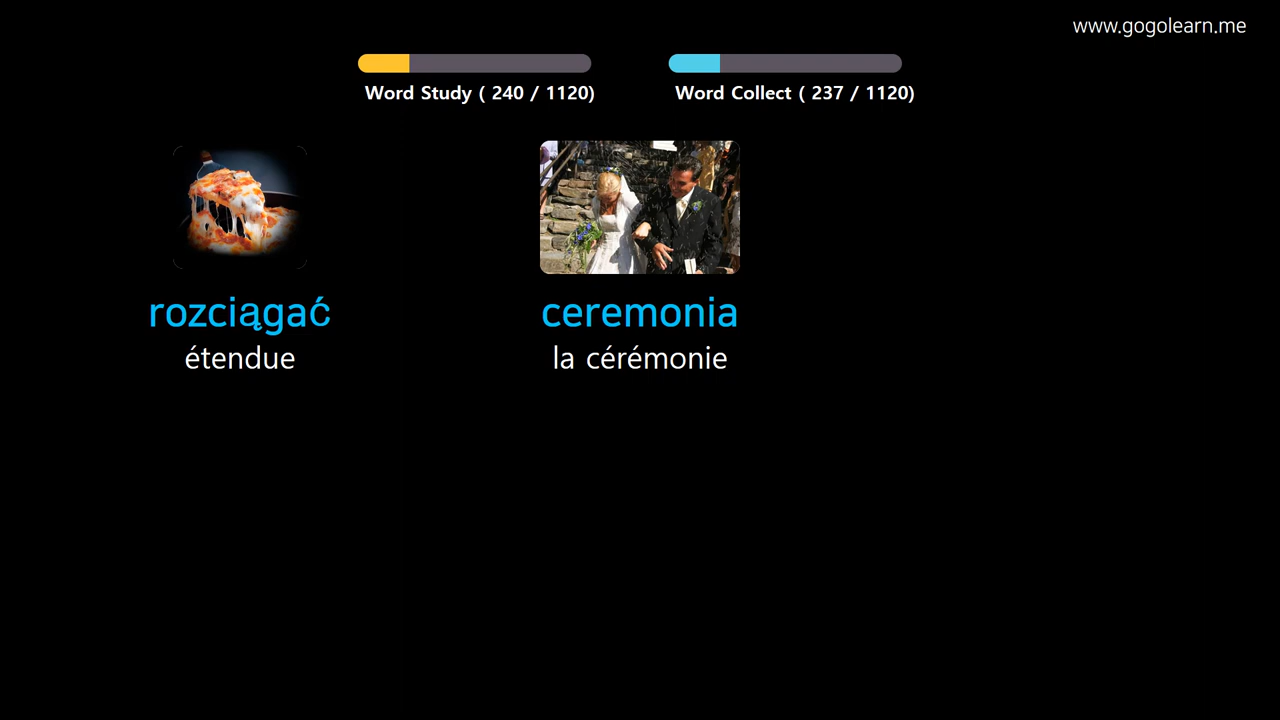 www.gogolearn.me
Word Study ( 240 / 1120)
Word Collect ( 237 / 1120)
rozciągać
étendue
ceremonia
la cérémonie